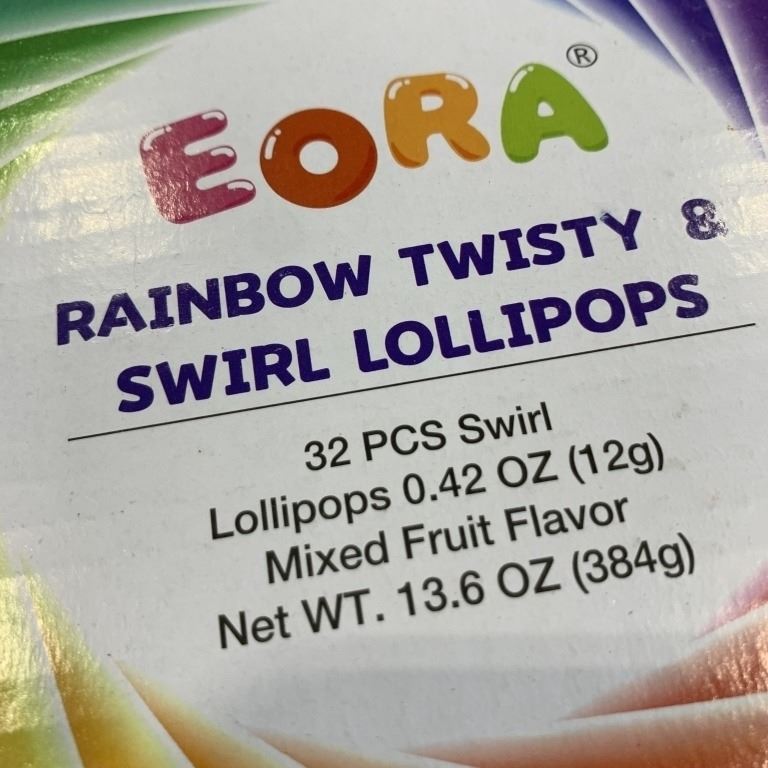 EORA®
RAINBOW TWISTY &
SWIRL LOLLIPOPS
32 PCS Swirl
Lollipops 0.42 OZ (12g)
Mixed Fruit Flavor
Net WT. 13.6 OZ (384g)